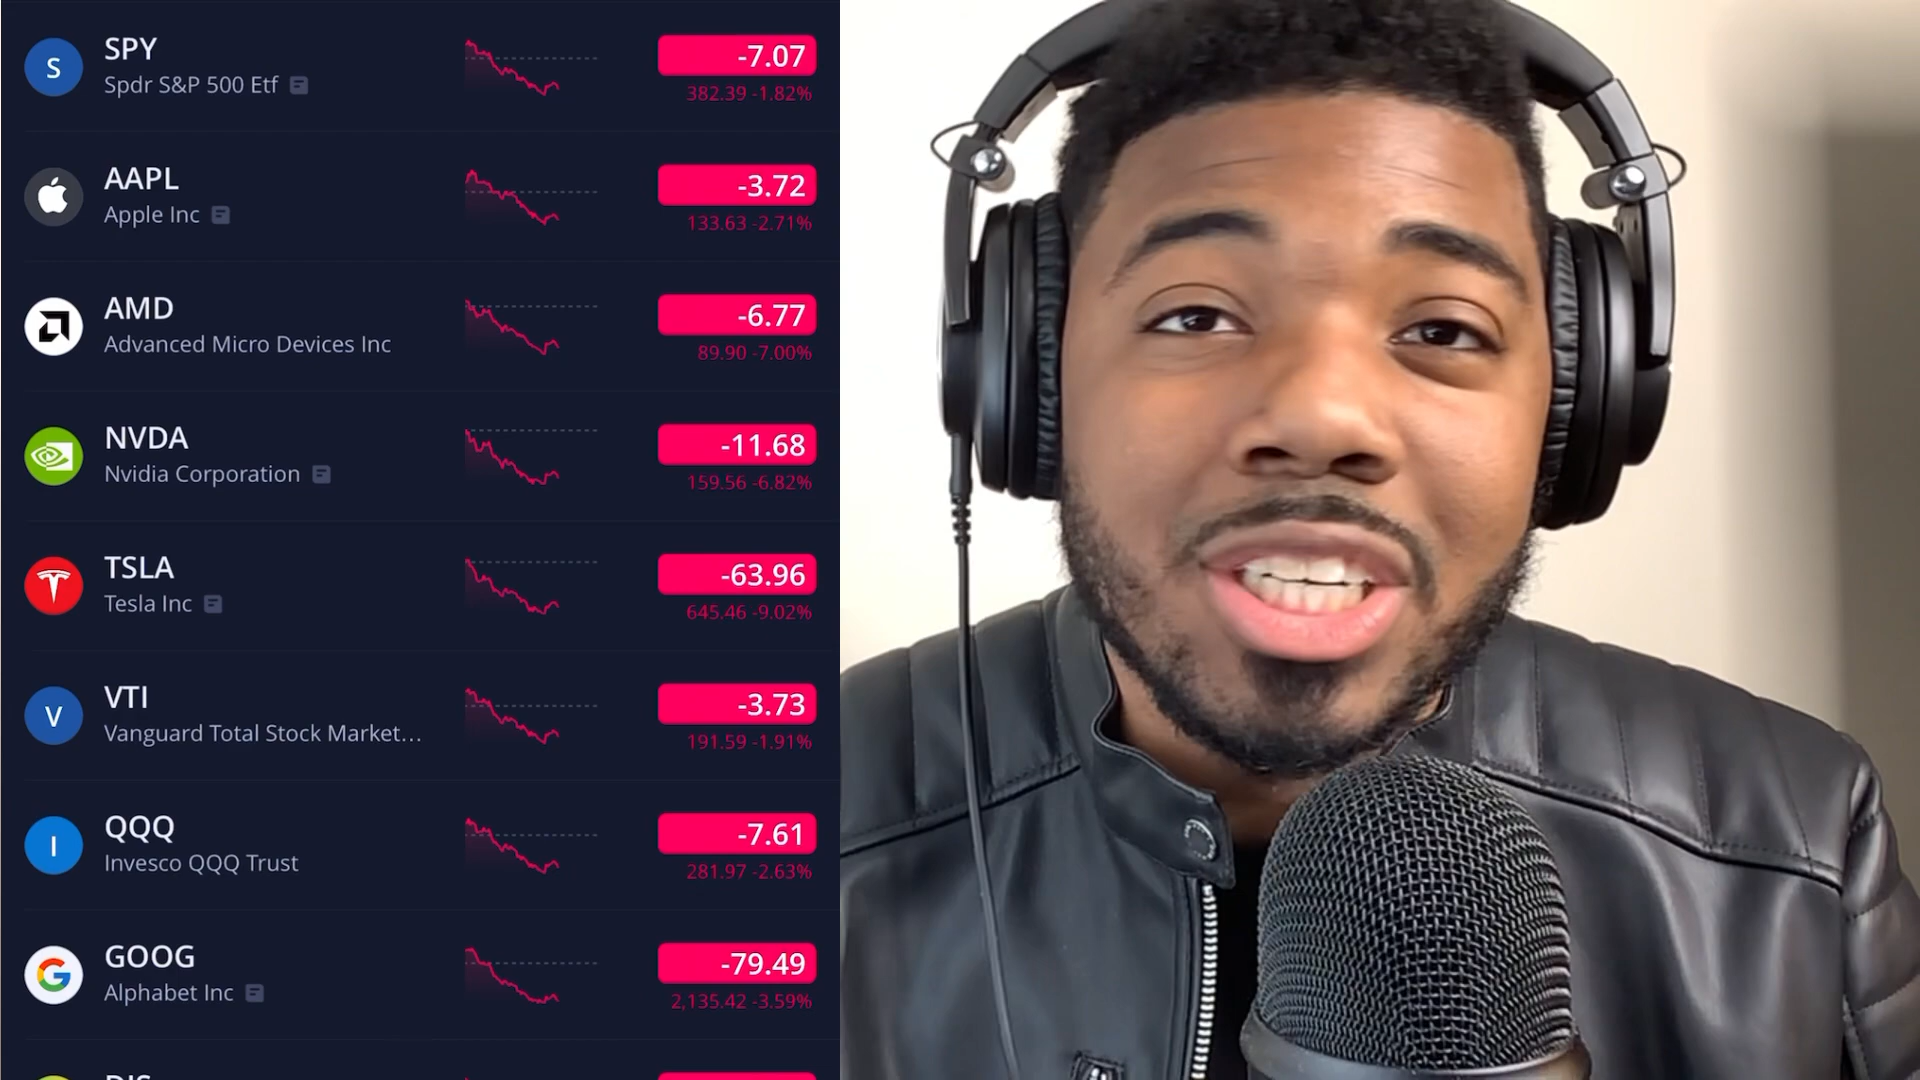 S
SPY
Spdr S&P 500 Etf
-7.07
382.39 -1.82%
AAPL
Apple Inc
-3.72
133.63 -2.71%
AMD
Advanced Micro Devices Inc
-6.77
89.90 -7.00%
NVDA
Nvidia Corporation
-11.68
159.56 -6.82%
TSLA
Tesla Inc
-63.96
645.46 -9.02%
V
VTI
Vanguard Total Stock Market...
-3.73
191.59 -1.91%
I
QQQ
Invesco QQQ Trust
-7.61
281.97 -2.63%
G
GOOG
Alphabet Inc
-79.49
2,135.42 -3.59%